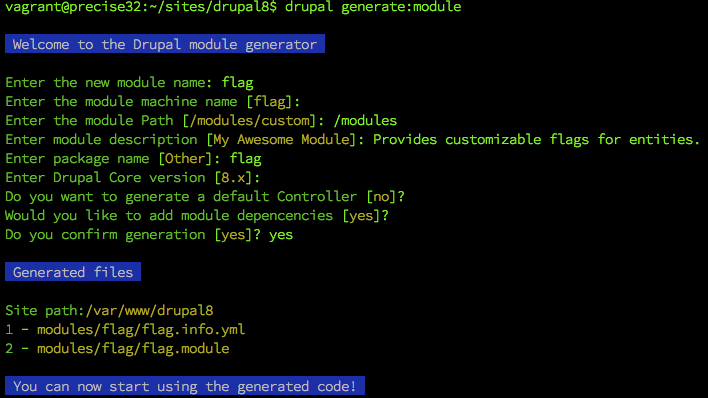 vagrant@precise32:~/sites/drupal8$ drupal generate:module
Welcome to the Drupal module generator
Enter the new module name: flag
Enter the module machine name [flag]:
Enter the module Path [/modules/custom]: /modules
Enter module description [My Awesome Module]: Provides customizable flags for entities.
Enter package name [Other]: flag
Enter Drupal Core version [8.x]:
Do you want to generate a default Controller [no]?
Would you like to add module depencencies [yes]?
Do you confirm generation [yes]? yes
Generated files
Site path:/var/www/drupal8
1 - modules/flag/flag.info.yml
2 - modules/flag/flag.module
You can now start using the generated code!